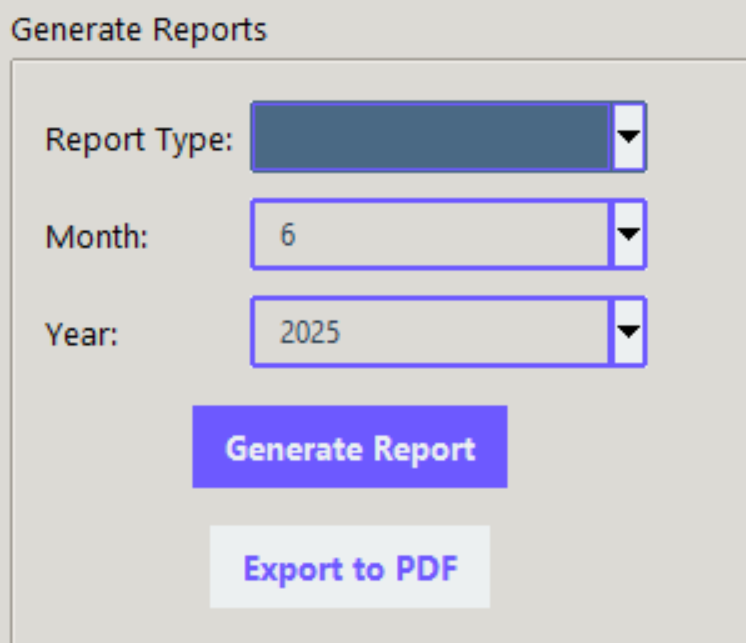 Generate Reports
Report Type:
Month: 6
Year: 2025
Generate Report
Export to PDF